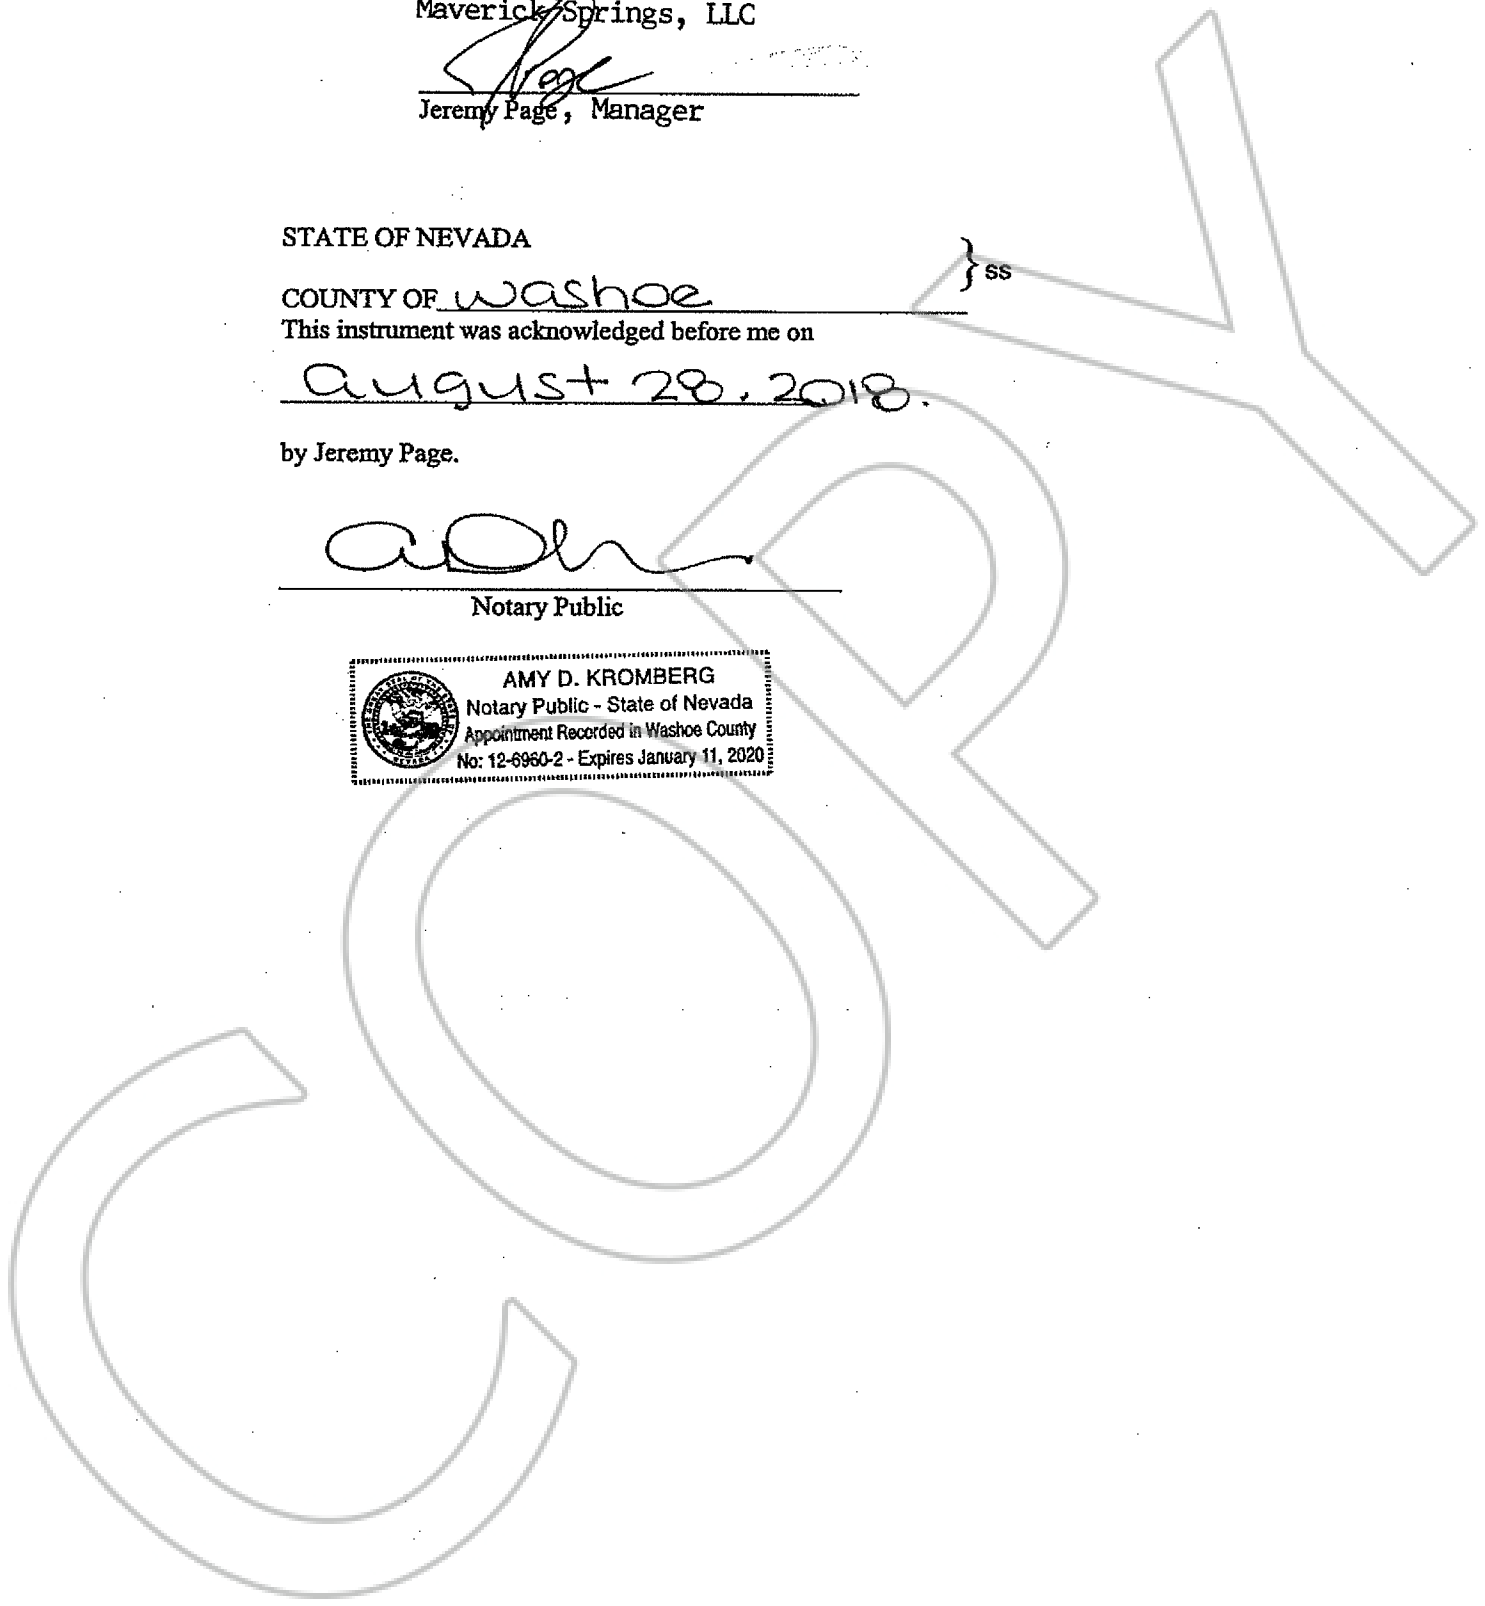 Maverick Springs, LLC
Page
Jeremy Page, Manager
STATE OF NEVADA
} ss
COUNTY OF washoe
This instrument was acknowledged before me on
august 28, 2018.
by Jeremy Page.
Notary Public
AMY D. KROMBERG
Notary Public - State of Nevada
Appointment Recorded in Washoe County
No: 12-6960-2 - Expires January 11, 2020
COPY